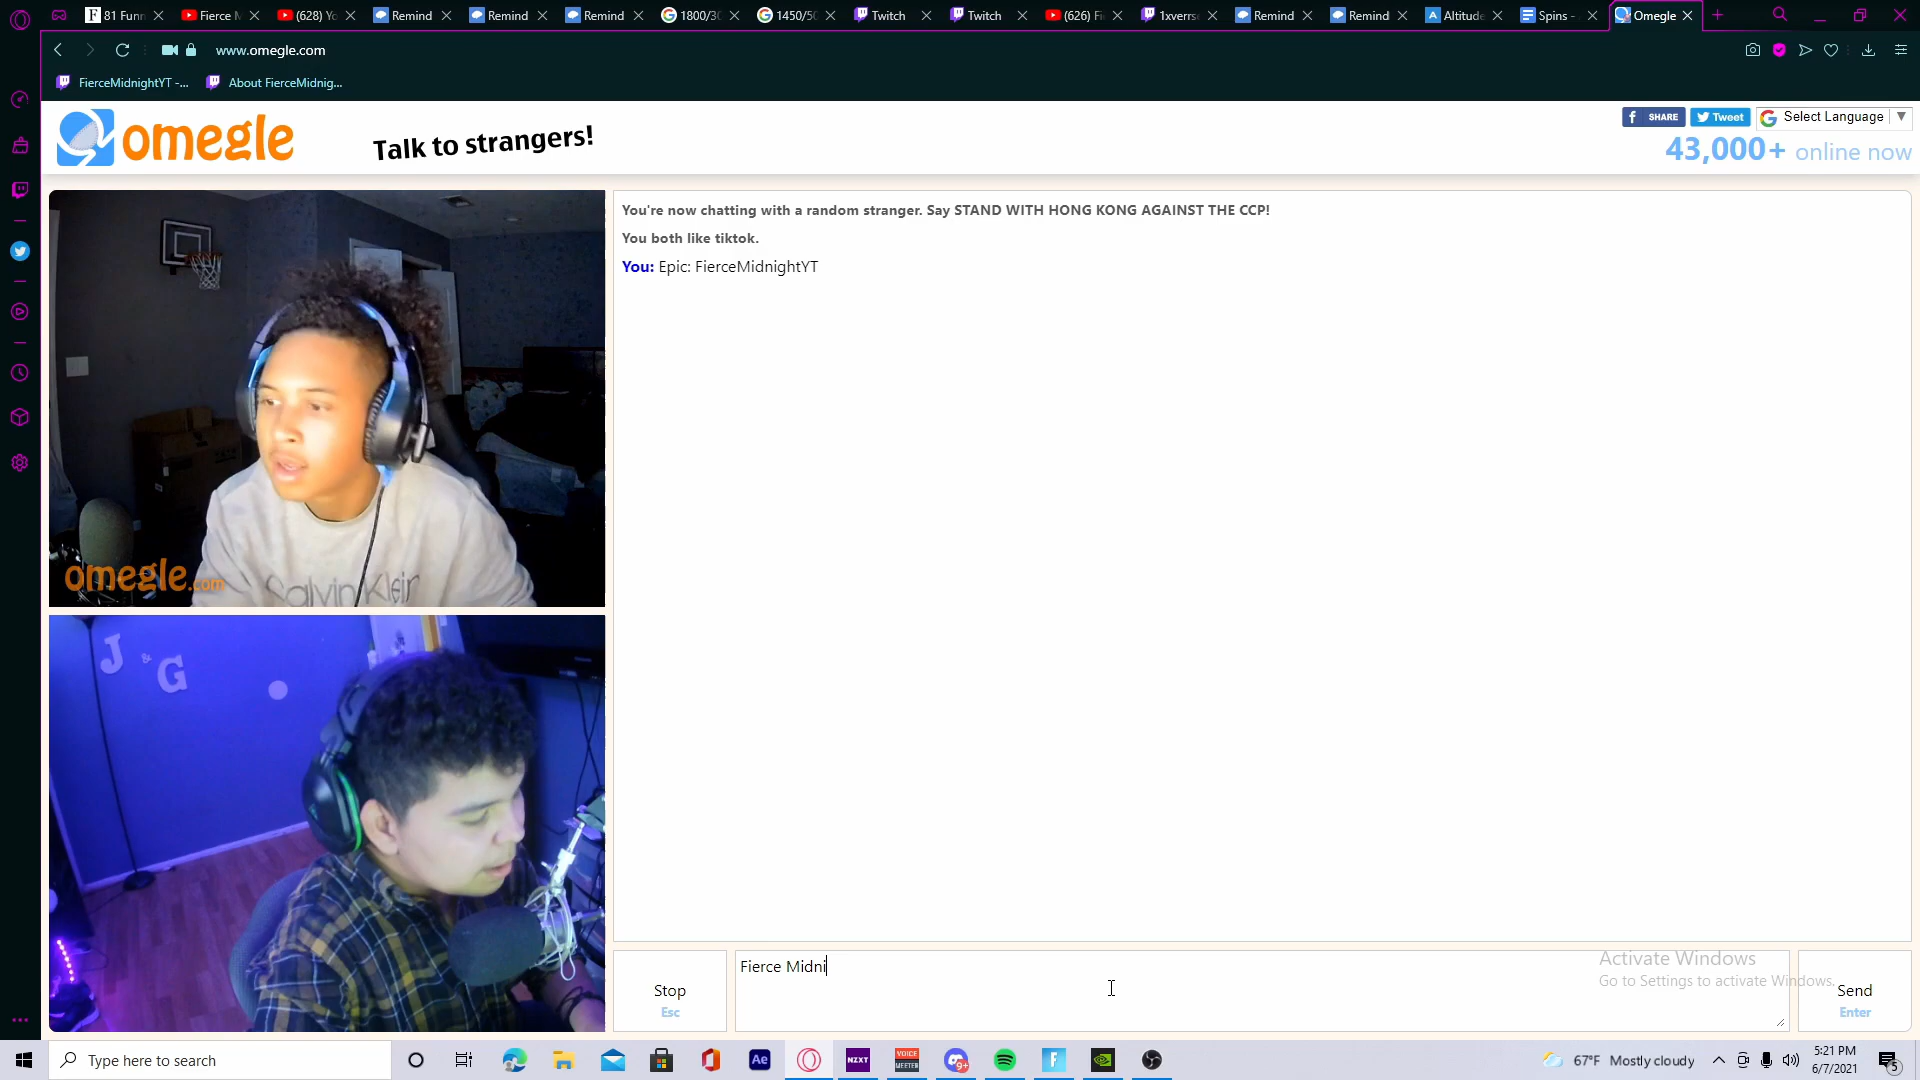 81 Funn
Fierce M
(628) Yo
Remind
Remind
Remind
1800/30
1450/50
Twitch
Twitch
(626) Fi
1xverrse
Remind
Remind
Altitude
Spins -
Omegle
www.omegle.com
FierceMidnightYT -...
About FierceMidnig...
omegle
Talk to strangers!
SHARE
Tweet
Select Language
43,000+ online now
You're now chatting with a random stranger. Say STAND WITH HONG KONG AGAINST THE CCP!
You both like tiktok.
You: Epic: FierceMidnightYT
Calvin Klein
omegle.com
J & G
Stop
Esc
Fierce Midni
Activate Windows
Go to Settings to activate Windows.
Send
Enter
Type here to search
Ae
NZXT
VOICE
MEETER
9+
F
67°F Mostly cloudy
5:21 PM
6/7/2021
5